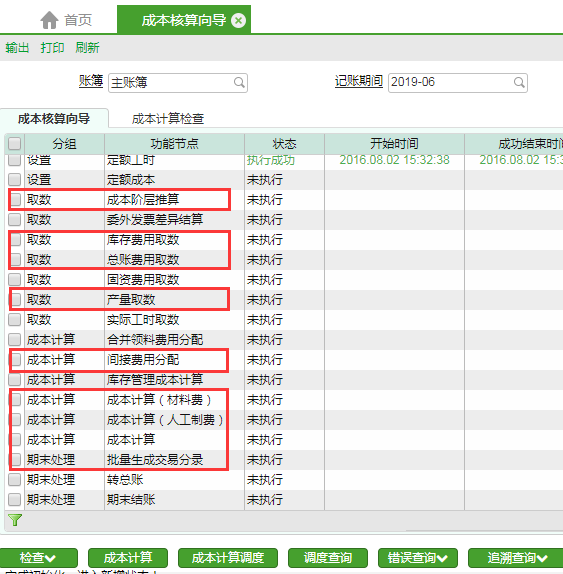 首页 成本核算向导
输出 打印 刷新
账簿 主账簿 记账期间 2019-06
成本核算向导 成本计算检查
分组 功能节点 状态 开始时间 成功结束时间
设置 定额工时 执行成功 2016.08.02 15:32:38 2016.08.02 15:3
设置 定额成本 未执行
取数 成本阶层推算 未执行
取数 委外发票差异结算 未执行
取数 库存费用取数 未执行
取数 总账费用取数 未执行
取数 固资费用取数 未执行
取数 产量取数 未执行
取数 实际工时取数 未执行
成本计算 合并领料费用分配 未执行
成本计算 间接费用分配 未执行
成本计算 库存管理成本计算 未执行
成本计算 成本计算（材料费） 未执行
成本计算 成本计算（人工制费） 未执行
成本计算 成本计算 未执行
期末处理 批量生成交易分录 未执行
期末处理 转总账 未执行
期末处理 期末结账 未执行
检查 成本计算 成本计算调度 调度查询 错误查询 追溯查询